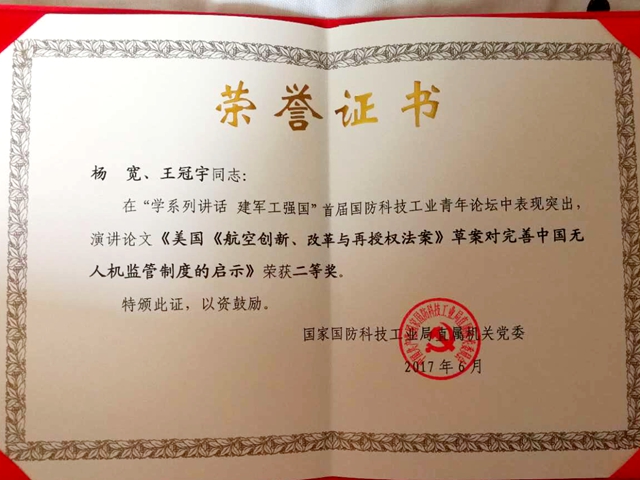 荣誉证书
杨 宽、王冠宇同志：
在“学系列讲话 建军工强国”首届国防科技工业青年论坛中表现突出，
演讲论文《美国《航空创新、改革与再授权法案》草案对完善中国无
人机监管制度的启示》荣获二等奖。
特颁此证，以资鼓励。
国家国防科技工业局直属机关党委
2017年6月